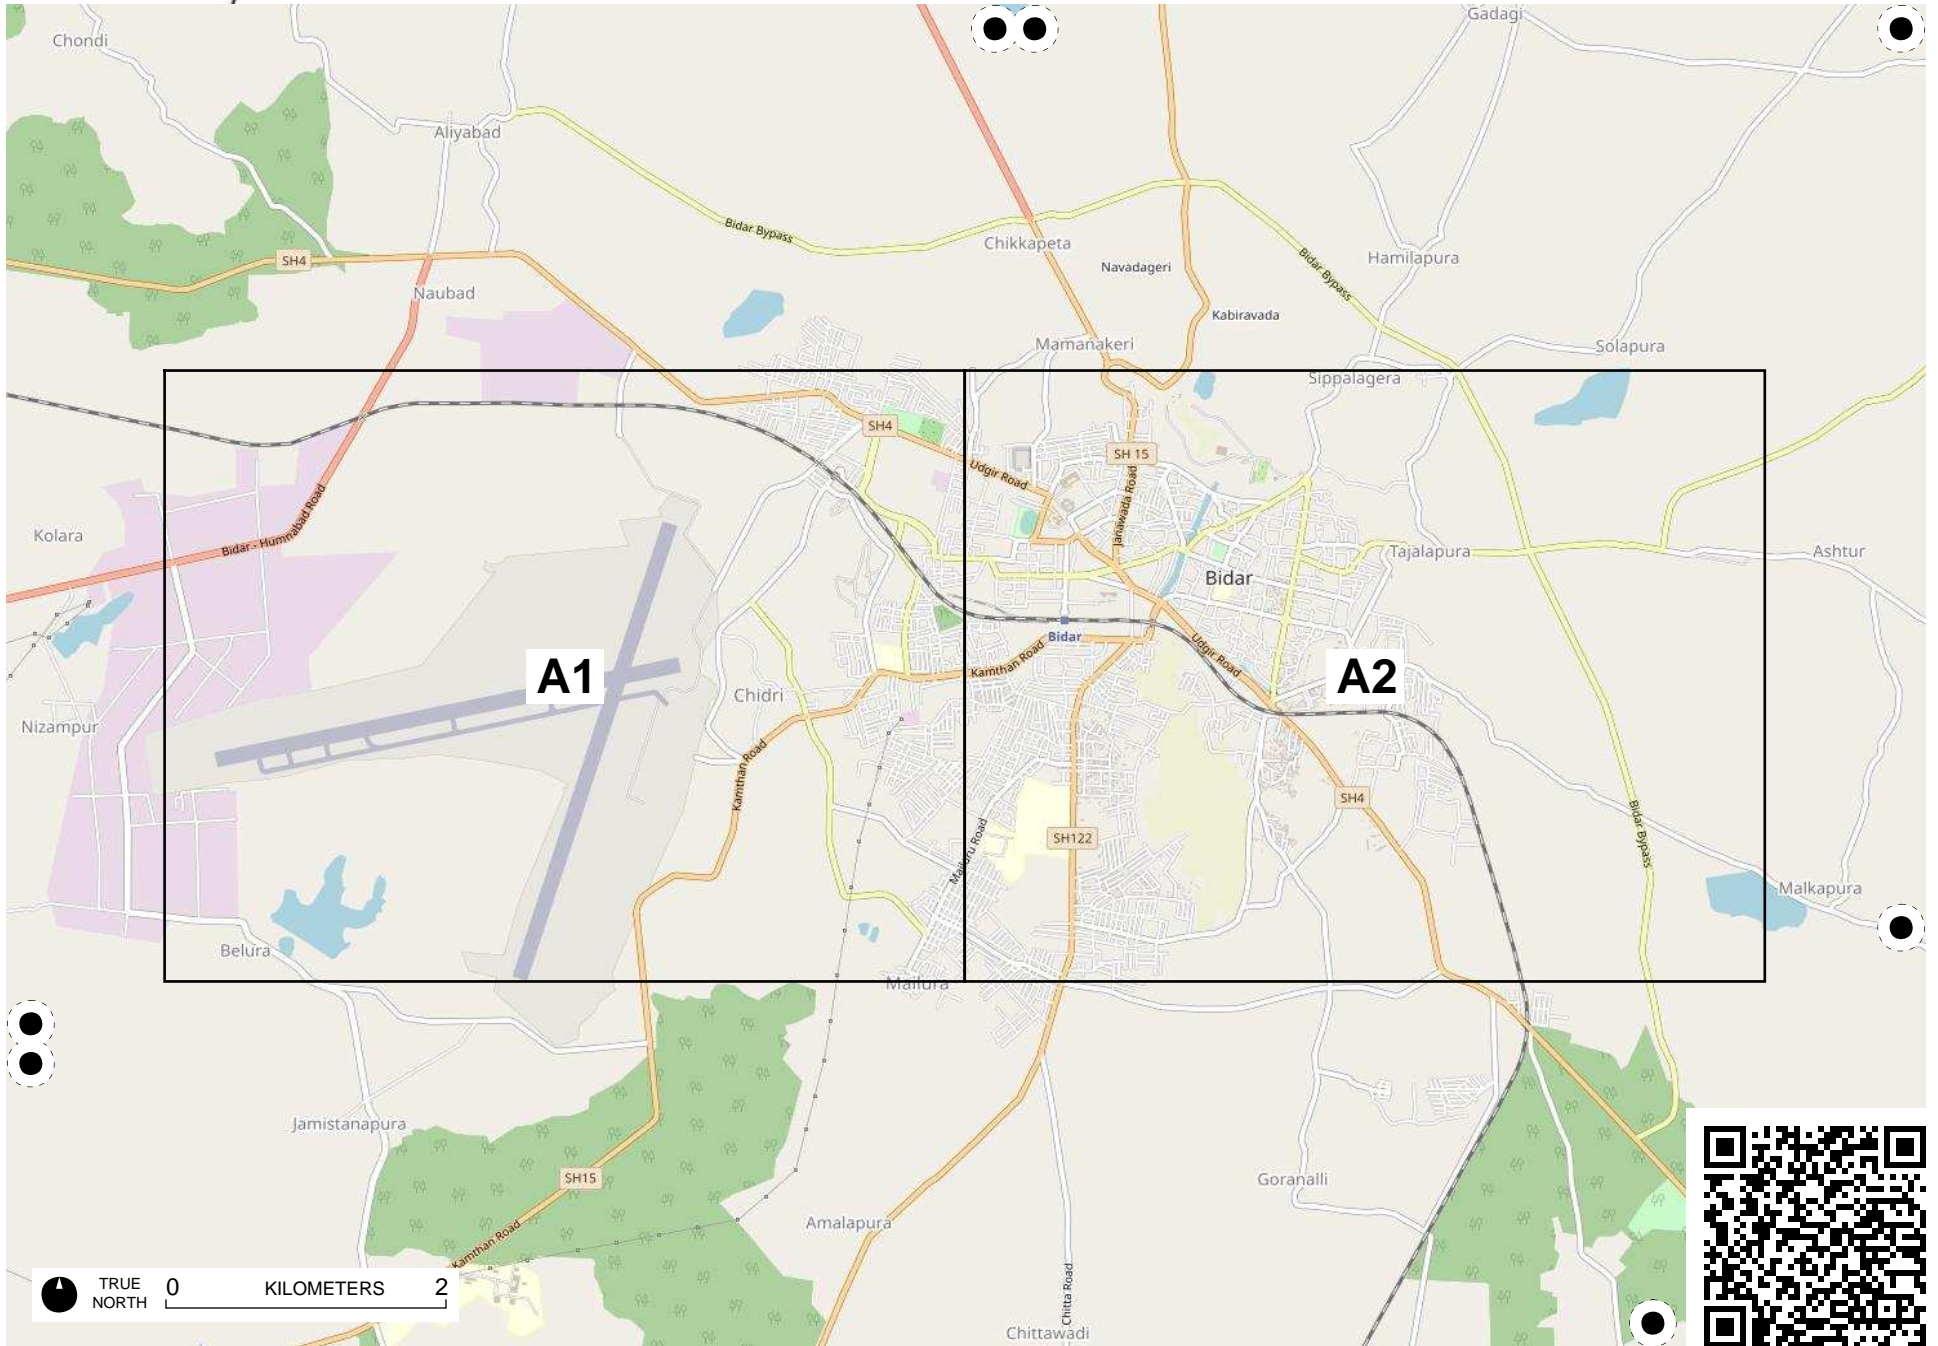 Gadagi
Chondi
Aliyabad
Bidar Bypass
Chikkapeta
Navadageri
Hamilapura
Bidar Bypass
SH4
Naubad
Kabiravada
Mamanakeri
Solapura
Sippalagera
SH4
SH 15
Udgir Road
Janawada Road
Bidar - Humnabad Road
Kolara
Tajalapura
Ashtur
Bidar
Bidar
Udgir Road
Kamthan Road
A1
A2
Chidri
Nizampur
Kamthan Road
SH4
Bidar Bypass
SH122
Mailuru Road
Malkapura
Belura
Mailura
Jamistanapura
SH15
Goranalli
Amalapura
Kamthan Road
Chitta Road
Chittawadi
TRUE
NORTH
0 KILOMETERS 2